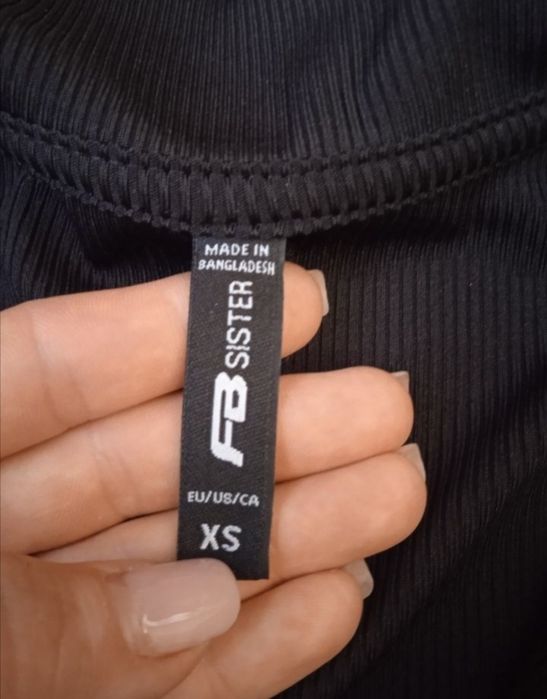 MADE IN
BANGLADESH
FB SISTER
EU/US/CA
XS